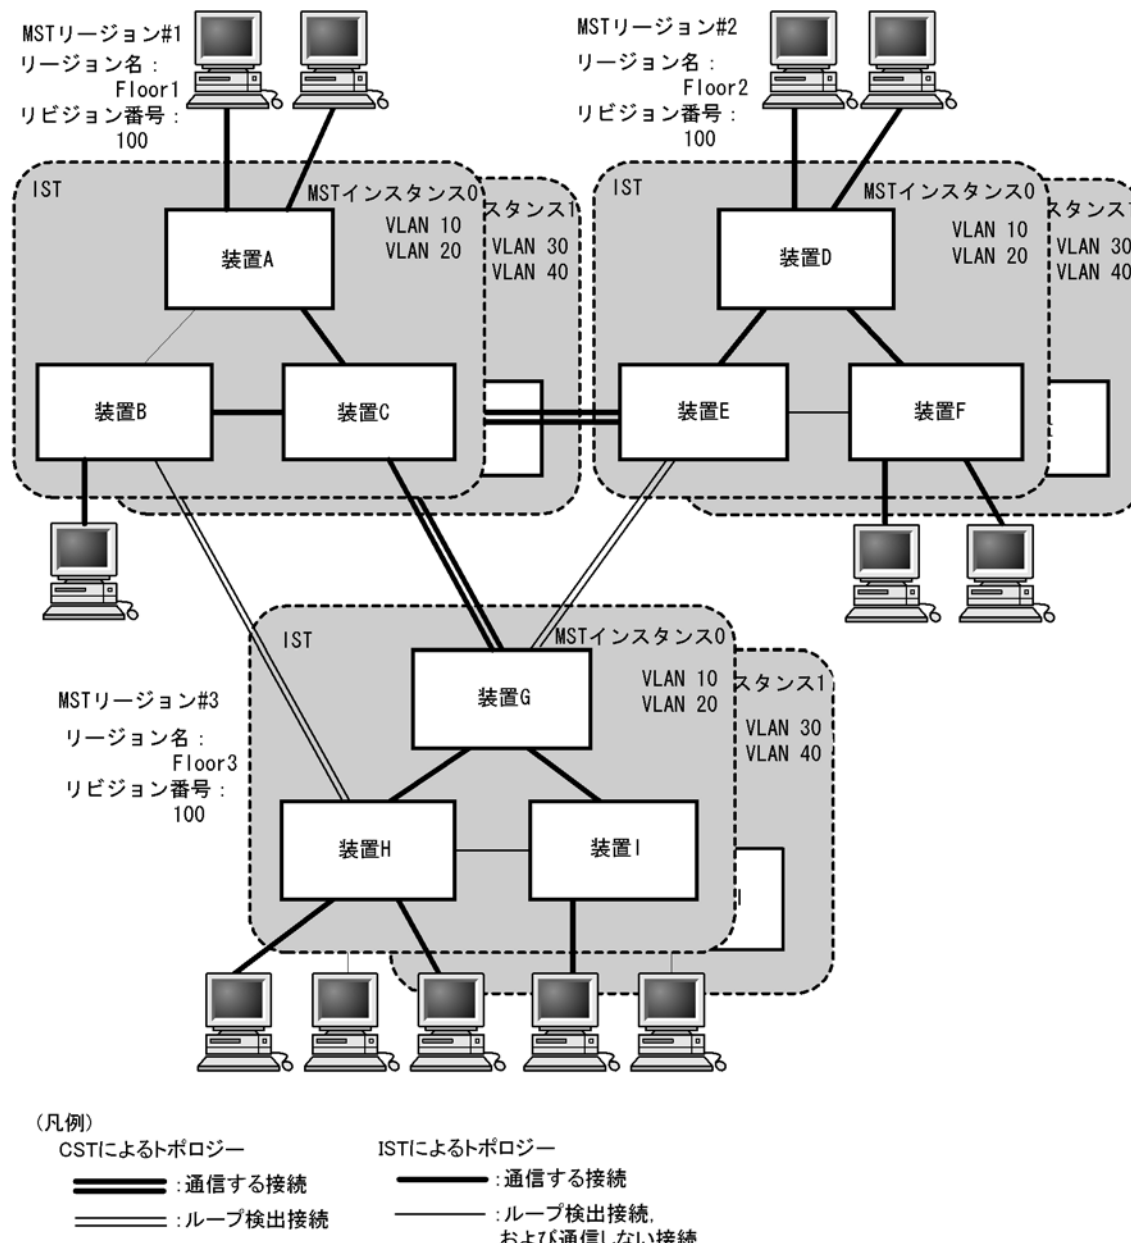 MSTリージョン#1
リージョン名：
Floor1
リビジョン番号：
100
MSTリージョン#2
リージョン名：
Floor2
リビジョン番号：
100
IST
MSTインスタンス0
VLAN 10
VLAN 20
スタンス1
VLAN 30
VLAN 40
装置A
装置B
装置C
IST
MSTインスタンス0
VLAN 10
VLAN 20
スタンス1
VLAN 30
VLAN 40
装置D
装置E
装置F
MSTリージョン#3
リージョン名：
Floor3
リビジョン番号：
100
IST
MSTインスタンス0
VLAN 10
VLAN 20
スタンス1
VLAN 30
VLAN 40
装置G
装置H
装置I
(凡例)
CSTによるトポロジー
:通信する接続
:ループ検出接続
ISTによるトポロジー
:通信する接続
:ループ検出接続,
および通信しない接続